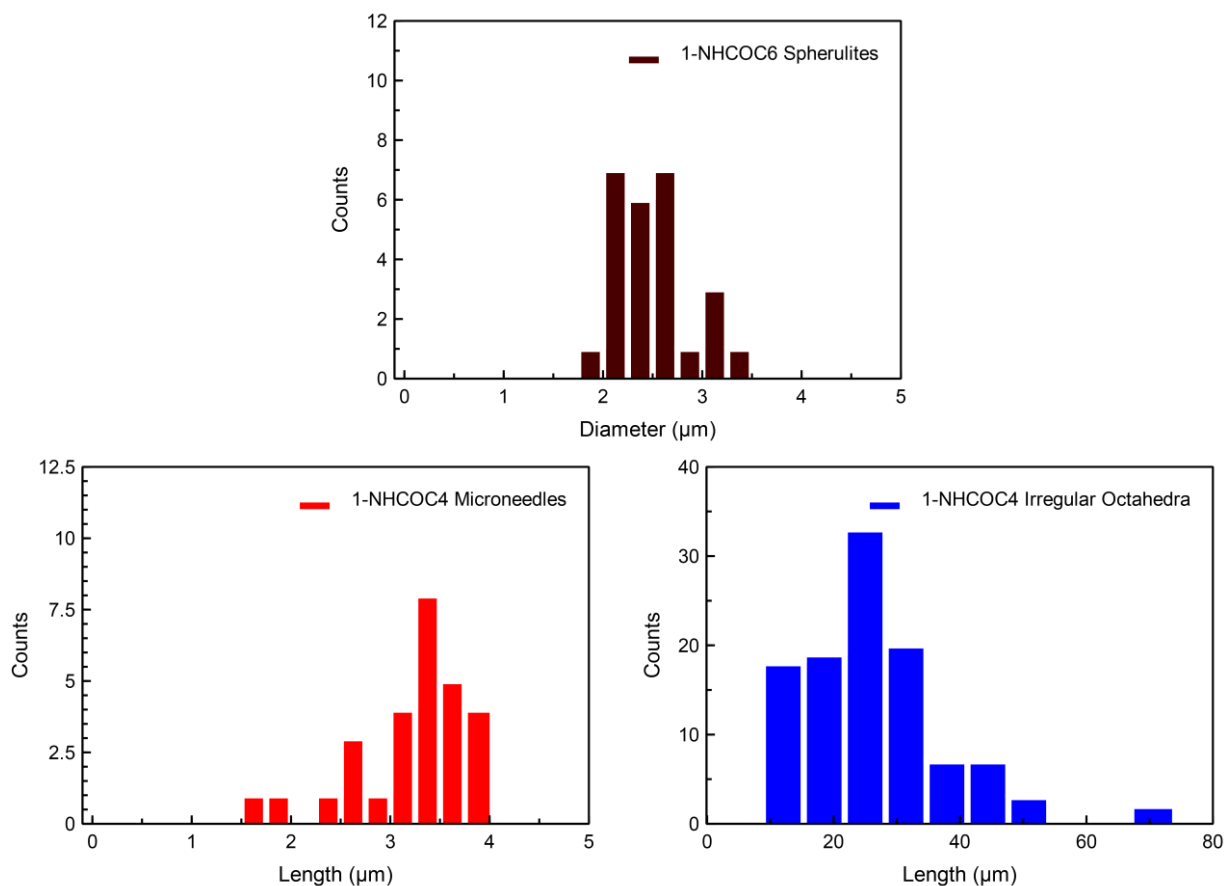 12
10
8
6
4
2
0
Counts
1-NHCOC6 Spherulites
0 1 2 3 4 5
Diameter (µm)
12.5
10
7.5
5
2.5
0
Counts
1-NHCOC4 Microneedles
0 1 2 3 4 5
Length (µm)
40
30
20
10
0
Counts
1-NHCOC4 Irregular Octahedra
0 20 40 60 80
Length (µm)